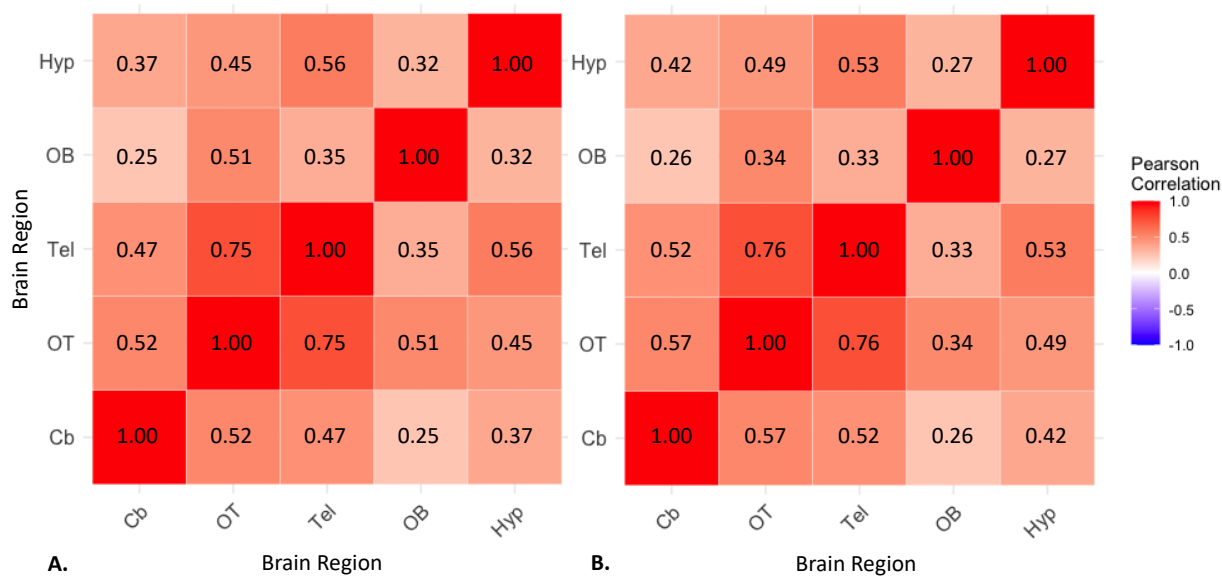 Hyp 0.37 0.45 0.56 0.32 1.00
OB 0.25 0.51 0.35 1.00 0.32
Tel 0.47 0.75 1.00 0.35 0.56
OT 0.52 1.00 0.75 0.51 0.45
Cb 1.00 0.52 0.47 0.25 0.37
Cb OT Tel OB Hyp
Brain Region
Brain Region
A.
Hyp 0.42 0.49 0.53 0.27 1.00
OB 0.26 0.34 0.33 1.00 0.27
Tel 0.52 0.76 1.00 0.33 0.53
OT 0.57 1.00 0.76 0.34 0.49
Cb 1.00 0.57 0.52 0.26 0.42
Cb OT Tel OB Hyp
Brain Region
B.
Pearson
Correlation
1.0
0.5
0.0
-0.5
-1.0